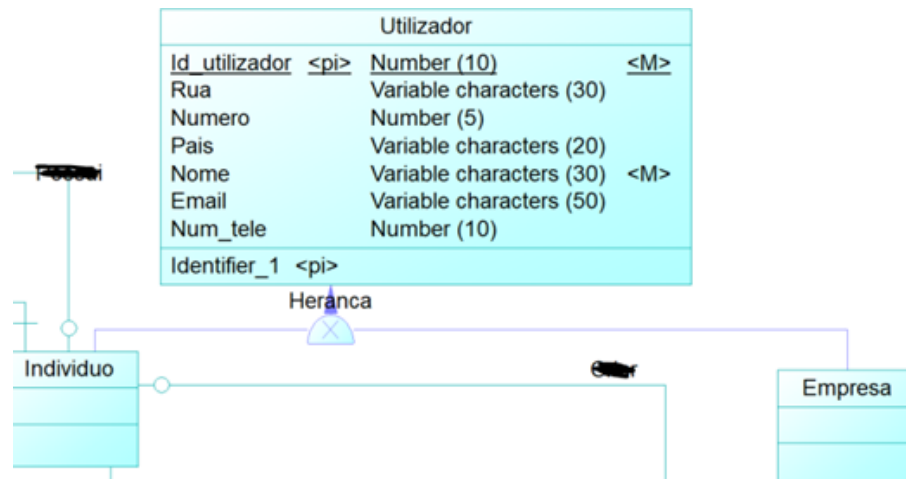 Utilizador
Id_utilizador <pi> Number (10) <M>
Rua Variable characters (30)
Numero Number (5)
Pais Variable characters (20)
Nome Variable characters (30) <M>
Email Variable characters (50)
Num_tele Number (10)
Identifier_1 <pi>
Heranca
Individuo
Empresa